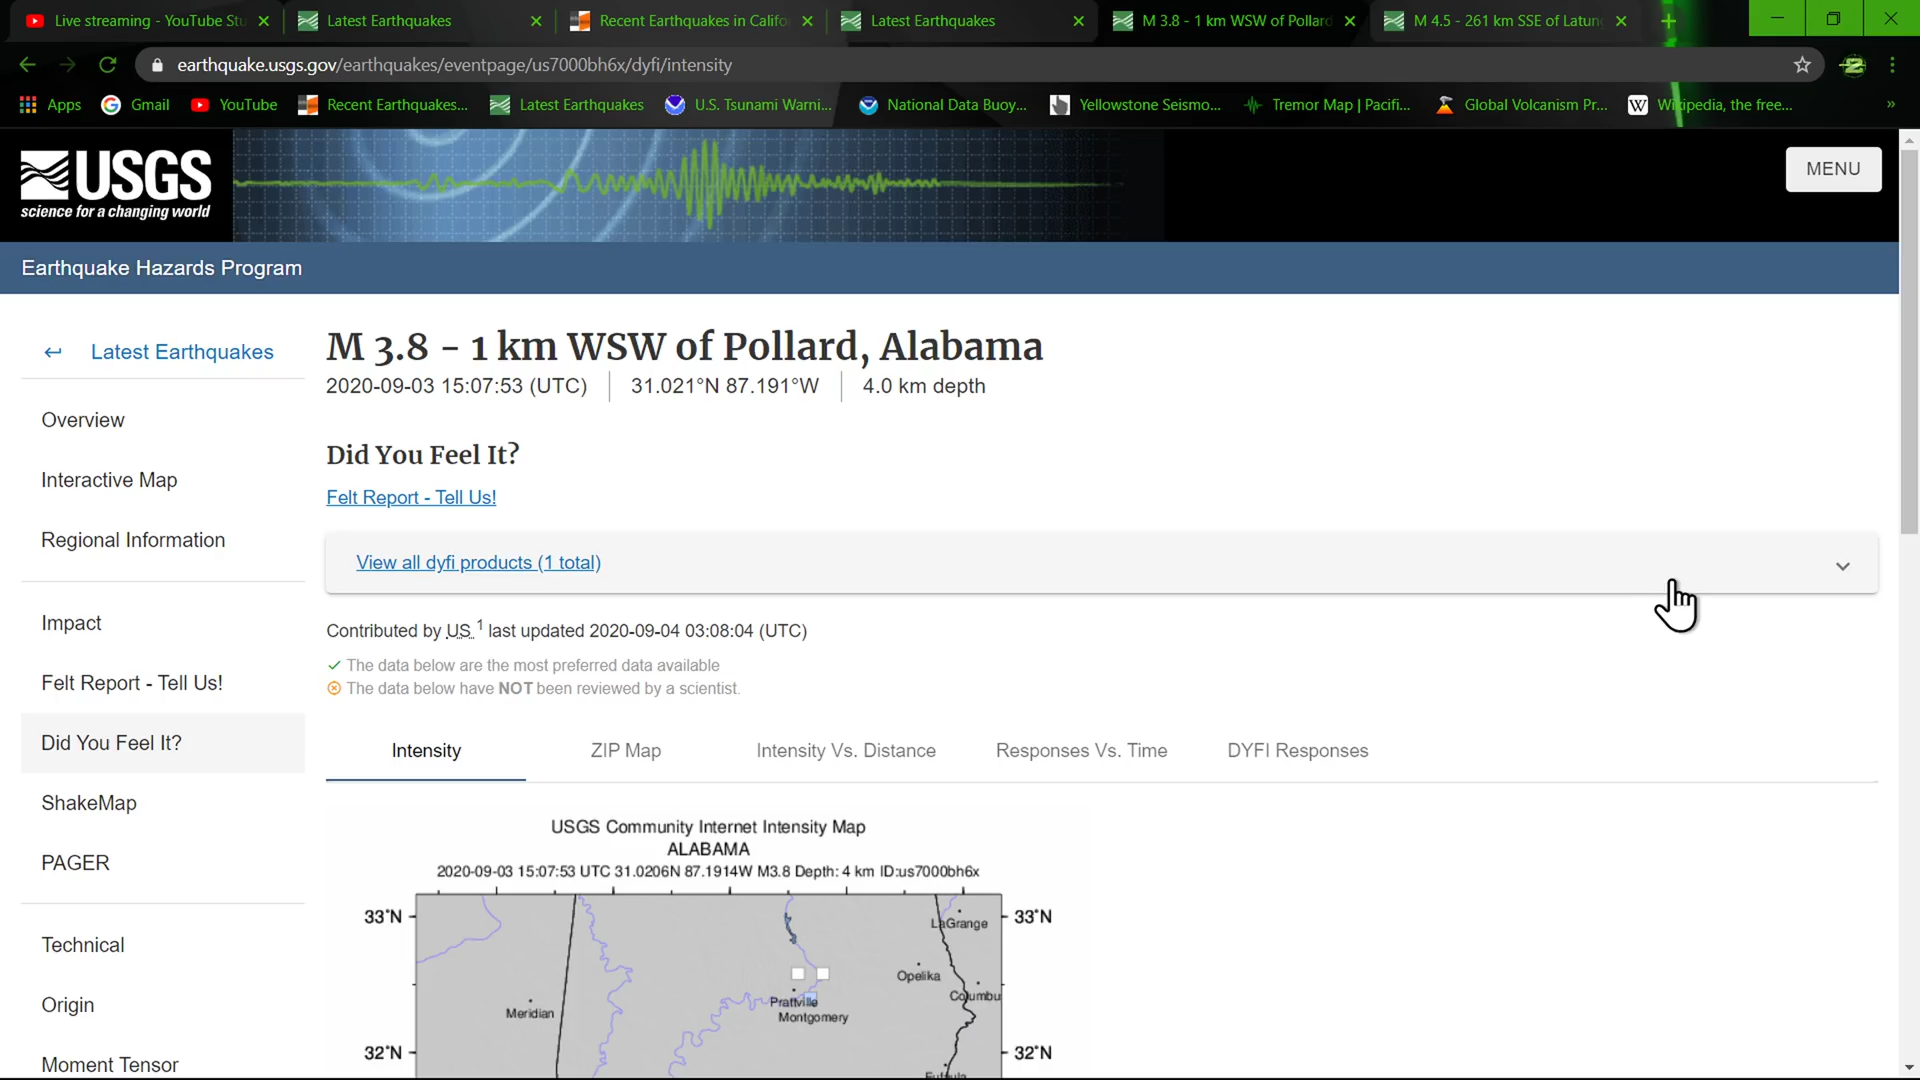 Live streaming - YouTube Stu
Latest Earthquakes
Recent Earthquakes in Califo
Latest Earthquakes
M 3.8 - 1 km WSW of Pollard
M 4.5 - 261 km SSE of Latun
earthquake.usgs.gov/earthquakes/eventpage/us7000bh6x/dyfi/intensity
Apps
Gmail
YouTube
Recent Earthquakes...
Latest Earthquakes
U.S. Tsunami Warni...
National Data Buoy...
Yellowstone Seismo...
Tremor Map | Pacifi...
Global Volcanism Pr...
Wikipedia, the free...
USGS
science for a changing world
MENU
Earthquake Hazards Program
Latest Earthquakes
Overview
Interactive Map
Regional Information
Impact
Felt Report - Tell Us!
Did You Feel It?
ShakeMap
PAGER
Technical
Origin
Moment Tensor
M 3.8 - 1 km WSW of Pollard, Alabama
2020-09-03 15:07:53 (UTC)
31.021°N 87.191°W
4.0 km depth
Did You Feel It?
Felt Report - Tell Us!
View all dyfi products (1 total)
Contributed by US 1 last updated 2020-09-04 03:08:04 (UTC)
The data below are the most preferred data available
The data below have NOT been reviewed by a scientist.
Intensity
ZIP Map
Intensity Vs. Distance
Responses Vs. Time
DYFI Responses
USGS Community Internet Intensity Map
ALABAMA
2020-09-03 15:07:53 UTC 31.0206N 87.1914W M3.8 Depth: 4 km ID:us7000bh6x
33°N
33°N
LaGrange
Opelika
Columbu
Prattville
Meridian
Montgomery
32°N
32°N